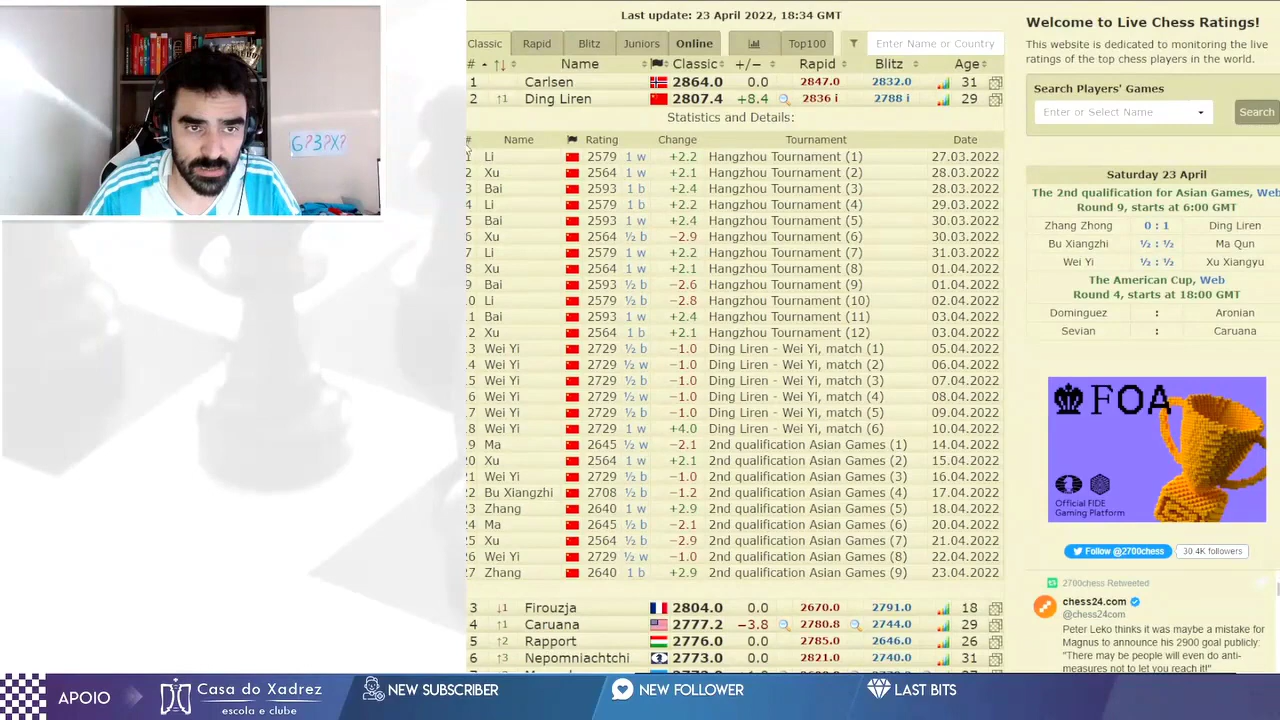 G?3?X?
Last update: 23 April 2022, 18:34 GMT
Classic Rapid Blitz Juniors Online Top100 Enter Name or Country
# Name Classic +/− Rapid Blitz Age
1 Carlsen 2864.0 0.0 2847.0 2832.0 31
2 ↑1 Ding Liren 2807.4 +8.4 2836 i 2788 i 29
Statistics and Details:
# Name Rating Change Tournament Date
1 Li 2579 1 w +2.2 Hangzhou Tournament (1) 27.03.2022
2 Xu 2564 1 w +2.1 Hangzhou Tournament (2) 28.03.2022
3 Bai 2593 1 b +2.4 Hangzhou Tournament (3) 28.03.2022
4 Li 2579 1 b +2.2 Hangzhou Tournament (4) 29.03.2022
5 Bai 2593 1 w +2.4 Hangzhou Tournament (5) 30.03.2022
6 Xu 2564 ½ b −2.9 Hangzhou Tournament (6) 30.03.2022
7 Li 2579 1 w +2.2 Hangzhou Tournament (7) 31.03.2022
8 Xu 2564 1 w +2.1 Hangzhou Tournament (8) 01.04.2022
9 Bai 2593 ½ b −2.6 Hangzhou Tournament (9) 01.04.2022
10 Li 2579 ½ b −2.8 Hangzhou Tournament (10) 02.04.2022
11 Bai 2593 1 w +2.4 Hangzhou Tournament (11) 03.04.2022
12 Xu 2564 1 b +2.1 Hangzhou Tournament (12) 03.04.2022
13 Wei Yi 2729 ½ b −1.0 Ding Liren - Wei Yi, match (1) 05.04.2022
14 Wei Yi 2729 ½ w −1.0 Ding Liren - Wei Yi, match (2) 06.04.2022
15 Wei Yi 2729 ½ b −1.0 Ding Liren - Wei Yi, match (3) 07.04.2022
16 Wei Yi 2729 ½ w −1.0 Ding Liren - Wei Yi, match (4) 08.04.2022
17 Wei Yi 2729 ½ b −1.0 Ding Liren - Wei Yi, match (5) 09.04.2022
18 Wei Yi 2729 1 w +4.0 Ding Liren - Wei Yi, match (6) 10.04.2022
19 Ma 2645 ½ w −2.1 2nd qualification Asian Games (1) 14.04.2022
20 Xu 2564 1 w +2.1 2nd qualification Asian Games (2) 15.04.2022
21 Wei Yi 2729 ½ b −1.0 2nd qualification Asian Games (3) 16.04.2022
22 Bu Xiangzhi 2708 ½ b −1.2 2nd qualification Asian Games (4) 17.04.2022
23 Zhang 2640 1 w +2.9 2nd qualification Asian Games (5) 18.04.2022
24 Ma 2645 ½ b −2.1 2nd qualification Asian Games (6) 20.04.2022
25 Xu 2564 ½ b −2.9 2nd qualification Asian Games (7) 21.04.2022
26 Wei Yi 2729 ½ w −1.0 2nd qualification Asian Games (8) 22.04.2022
27 Zhang 2640 1 b +2.9 2nd qualification Asian Games (9) 23.04.2022
3 ↓1 Firouzja 2804.0 0.0 2670.0 2791.0 18
4 ↑1 Caruana 2777.2 −3.8 2780.8 2744.0 29
5 ↑2 Rapport 2776.0 0.0 2785.0 2646.0 26
6 ↑3 Nepomniachtchi 2773.0 0.0 2821.0 2740.0 31
Welcome to Live Chess Ratings!
This website is dedicated to monitoring the live
ratings of the top chess players in the world.
Search Players' Games
Enter or Select Name Search
Saturday 23 April
The 2nd qualification for Asian Games, Web
Round 9, starts at 6:00 GMT
Zhang Zhong 0 : 1 Ding Liren
Bu Xiangzhi ½ : ½ Ma Qun
Wei Yi ½ : ½ Xu Xiangyu
The American Cup, Web
Round 4, starts at 18:00 GMT
Dominguez : Aronian
Sevian : Caruana
FOA
Official FIDE
Gaming Platform
Follow @2700chess 30.4K followers
2700chess Retweeted
chess24.com
@chess24com
Peter Leko thinks it was maybe a mistake for
Magnus to announce his 2900 goal publicly:
"There may be people will even do anti-
measures not to let you reach it!"
APOIO
Casa do Xadrez
escola e clube
NEW SUBSCRIBER
NEW FOLLOWER
LAST BITS